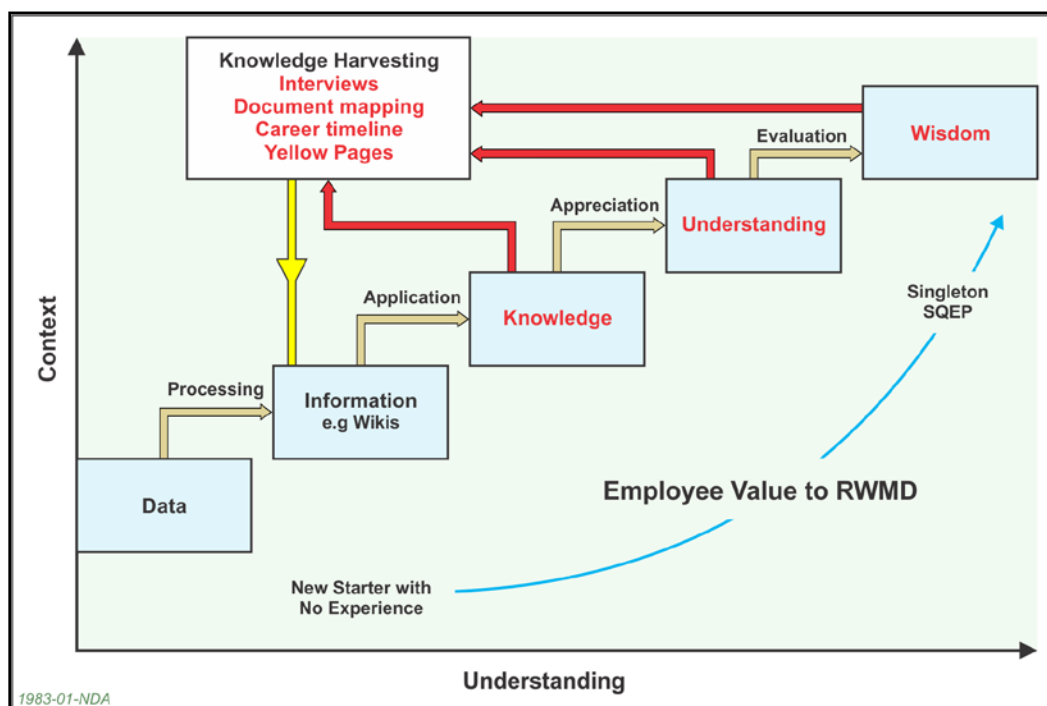 Knowledge Harvesting
Interviews
Document mapping
Career timeline
Yellow Pages
Evaluation
Wisdom
Appreciation
Understanding
Application
Knowledge
Singleton
SQEP
Processing
Information
e.g Wikis
Data
Employee Value to RWMD
New Starter with
No Experience
Context
Understanding
1983-01-NDA